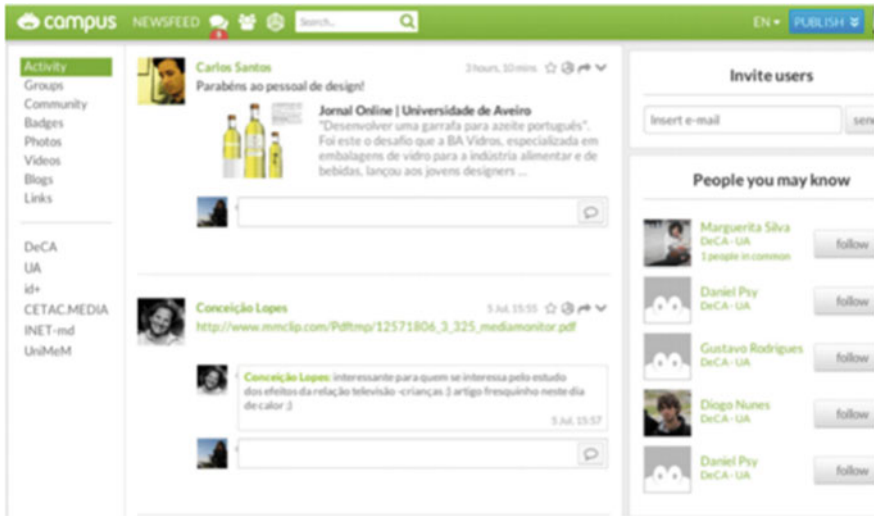 campus NEWSFEED Search... EN PUBLISH
Activity
Groups
Community
Badges
Photos
Videos
Blogs
Links
DeCA
UA
id+
CETAC.MEDIA
INET-md
UniMeM
Carlos Santos 3 hours, 10 mins
Parabéns ao pessoal de design!
Jornal Online | Universidade de Aveiro
"Desenvolver uma garrafa para azeite português".
Foi este o desafio que a BA Vidros, especializada em
embalagens de vidro para a indústria alimentar e de
bebidas, lançou aos jovens designers ...
Conceição Lopes 5 Jul, 15:55
http://www.mmclip.com/Pdftmp/12571806_3_325_mediamonitor.pdf
Conceição Lopes: interessante para quem se interessa pelo estudo
dos efeitos da relação televisão -crianças :) artigo fresquinho neste dia
de calor ;)
5 Jul, 15:57
Invite users
Insert e-mail
People you may know
Marguerita Silva
DeCA - UA
1 people in common
follow
Daniel Psy
DeCA - UA
follow
Gustavo Rodrigues
DeCA - UA
follow
Diogo Nunes
DeCA - UA
follow
Daniel Psy
DeCA - UA
follow